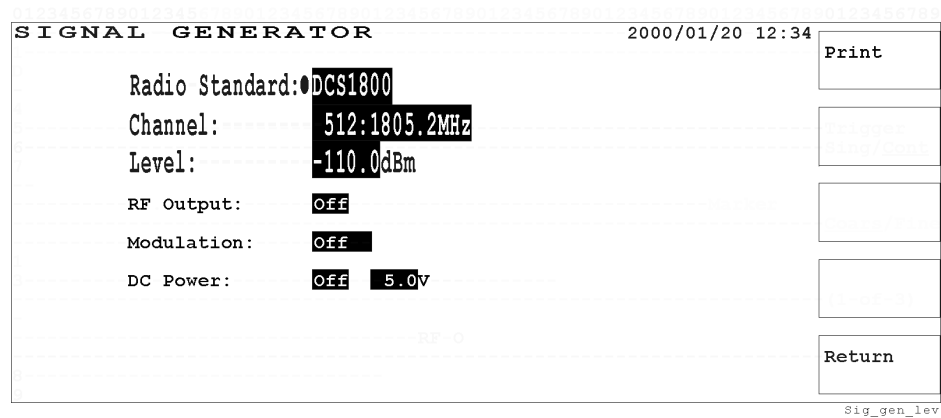 SIGNAL GENERATOR 2000/01/20 12:34
Print
Radio Standard:●DCS1800
Channel: 512:1805.2MHz
Level: -110.0dBm
RF Output: Off
Modulation: Off
DC Power: Off 5.0V
Return
Sig_gen_lev